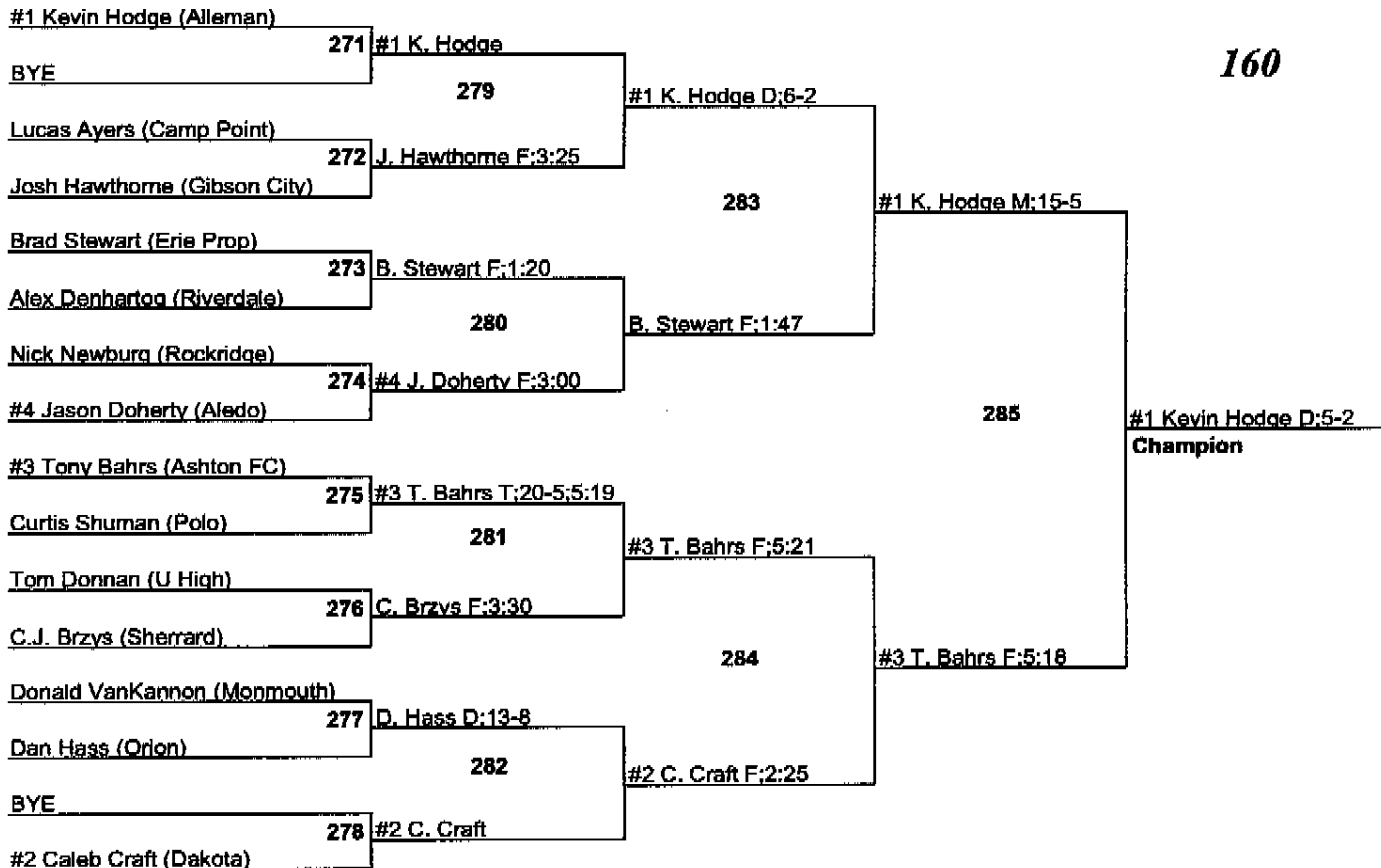 #1 Kevin Hodge (Alleman)
271 #1 K. Hodge
160
BYE
279
#1 K. Hodge D;6-2
Lucas Ayers (Camp Point)
272 J. Hawthorne F;3:25
Josh Hawthorne (Gibson City)
283
#1 K. Hodge M;15-5
Brad Stewart (Erie Prop)
273 B. Stewart F;1:20
Alex Denhartog (Riverdale)
280
B. Stewart F;1:47
Nick Newburg (Rockridge)
274 #4 J. Doherty F;3:00
#4 Jason Doherty (Aledo)
285
#1 Kevin Hodge D;5-2
Champion
#3 Tony Bahrs (Ashton FC)
275 #3 T. Bahrs T;20-5;5:19
Curtis Shuman (Polo)
281
#3 T. Bahrs F;5:21
Tom Donnan (U High)
276 C. Brzys F;3:30
C.J. Brzys (Sherrard)
284
#3 T. Bahrs F;5:18
Donald VanKannon (Monmouth)
277 D. Hass D;13-8
Dan Hass (Orion)
282
#2 C. Craft F;2:25
BYE
278 #2 C. Craft
#2 Caleb Craft (Dakota)